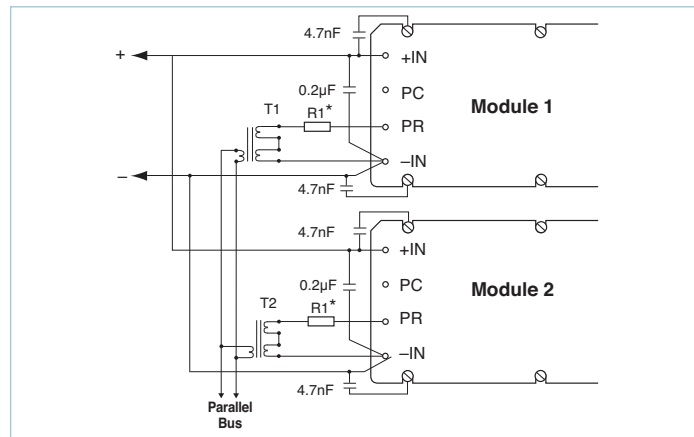 4.7nF
+
+IN
0.2µF
PC
Module 1
T1
R1*
PR
–IN
–
4.7nF
4.7nF
+IN
0.2µF
PC
Module 2
T2
R1*
PR
–IN
4.7nF
Parallel
Bus